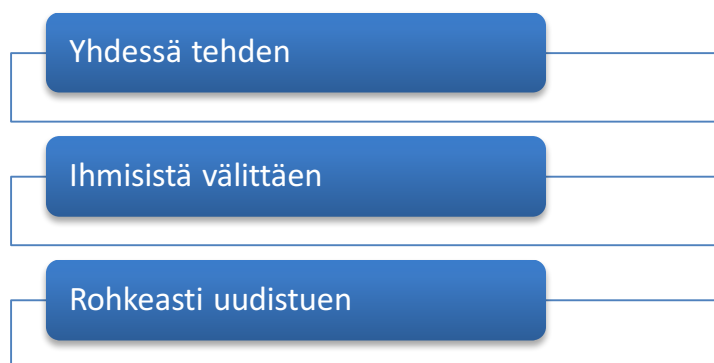 Yhdessä tehden
Ihmisistä välittäen
Rohkeasti uudistuen